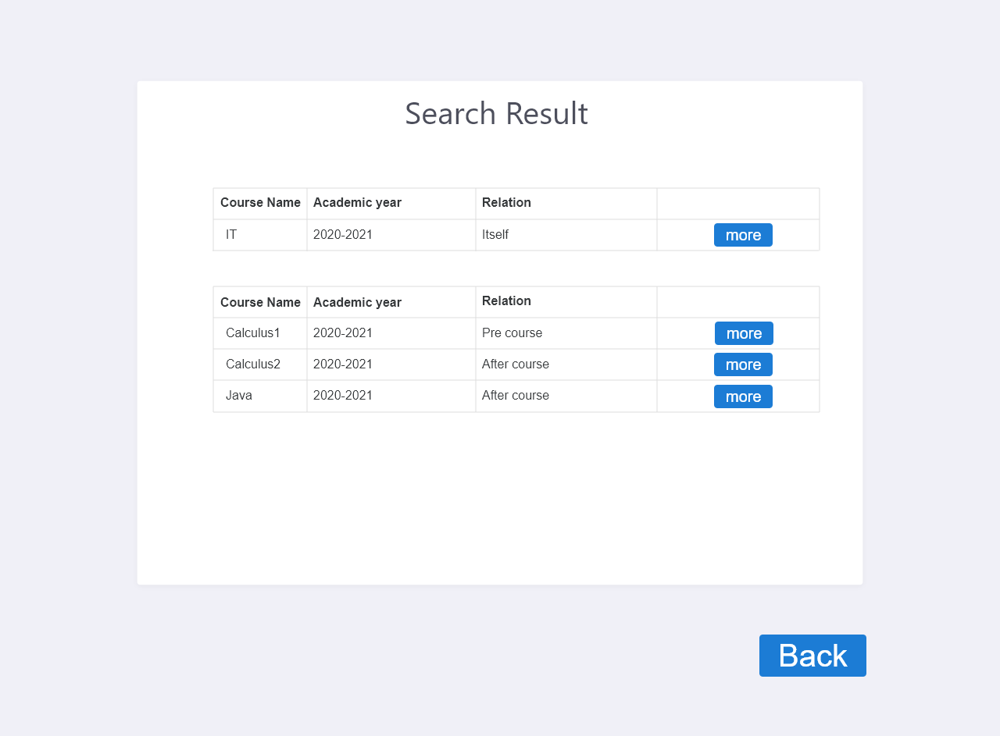 Search Result
Course Name Academic year Relation
IT 2020-2021 Itself more
Course Name Academic year Relation
Calculus1 2020-2021 Pre course more
Calculus2 2020-2021 After course more
Java 2020-2021 After course more
Back